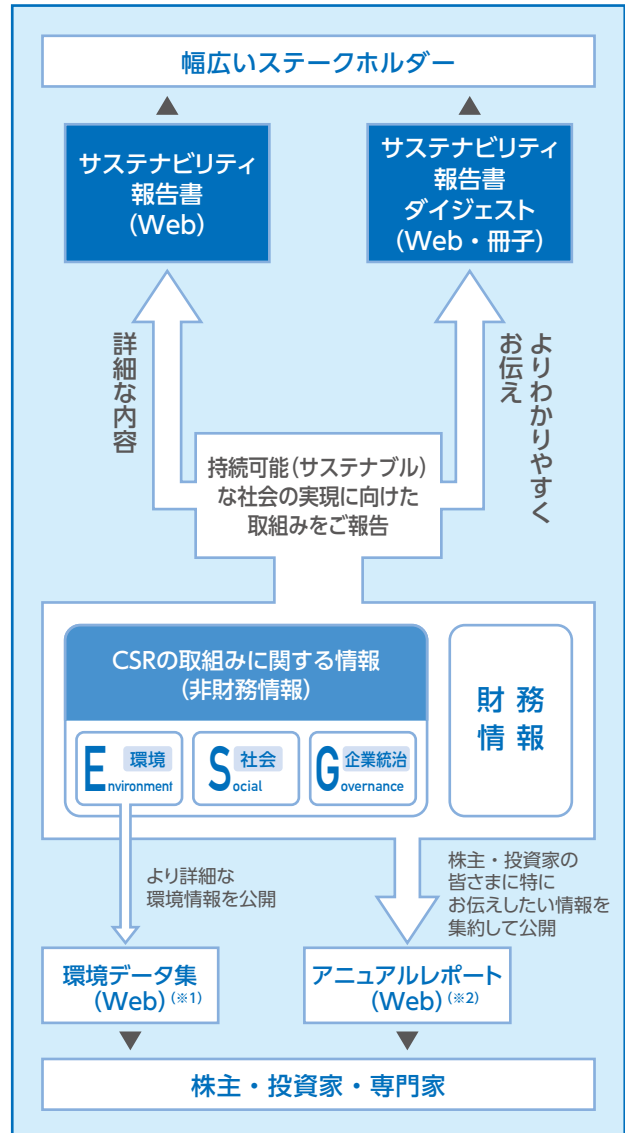 幅広いステークホルダー
サステナビリティ
報告書
(Web)
サステナビリティ
報告書
ダイジェスト
(Web・冊子)
詳細な内容
よりわかりやすく
お伝え
持続可能(サステナブル)
な社会の実現に向けた
取組みをご報告
CSRの取組みに関する情報
(非財務情報)
環境
Environment
社会
Social
企業統治
Governance
財務
情報
より詳細な
環境情報を公開
株主・投資家の
皆さまに特に
お伝えしたい情報を
集約して公開
環境データ集
(Web)(※1)
アニュアルレポート
(Web)(※2)
株主・投資家・専門家